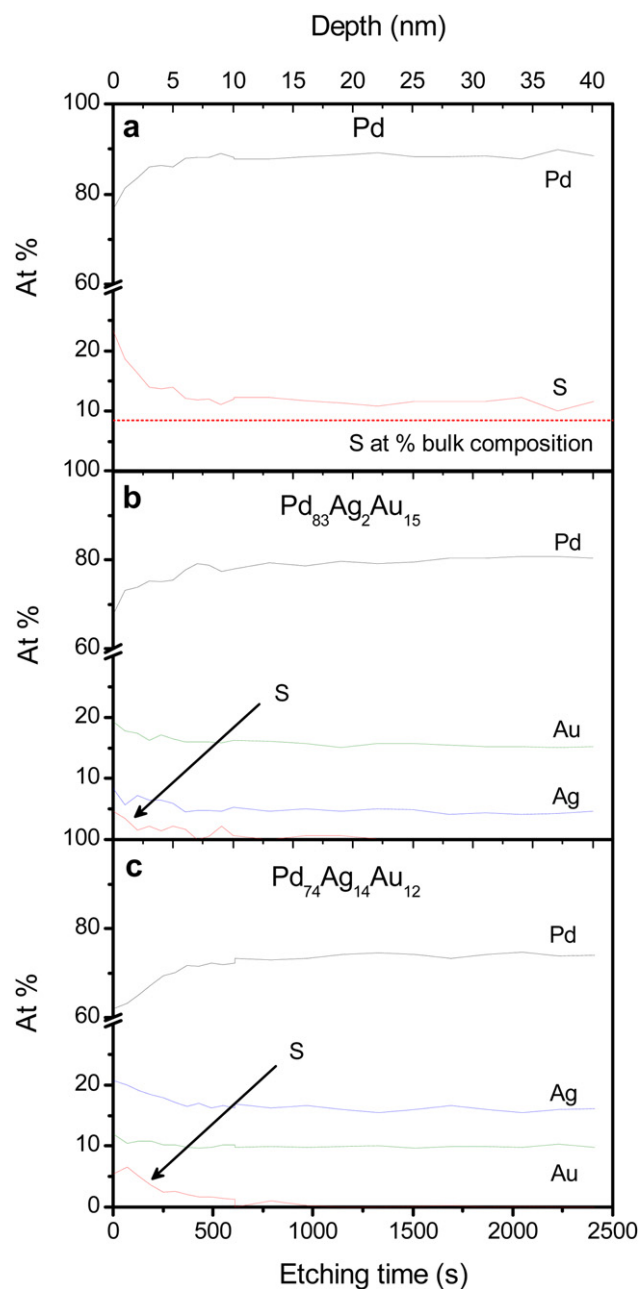 Depth (nm)
0 5 10 15 20 25 30 35 40
100
a
Pd
Pd
80
At %
60
20
S
10
S at % bulk composition
100
b
Pd83Ag2Au15
Pd
80
At %
60
S
20
Au
10
Ag
100
c
Pd74Ag14Au12
Pd
80
At %
60
S
20
Ag
10
Au
0
0 500 1000 1500 2000 2500
Etching time (s)